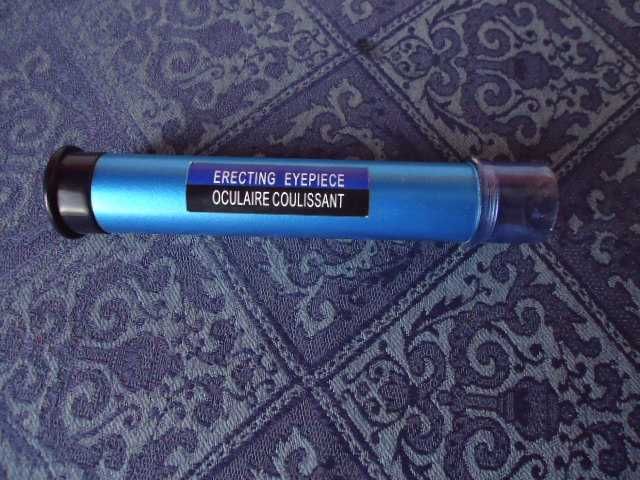 ERECTING EYEPIECE
OCULAIRE COULISSANT